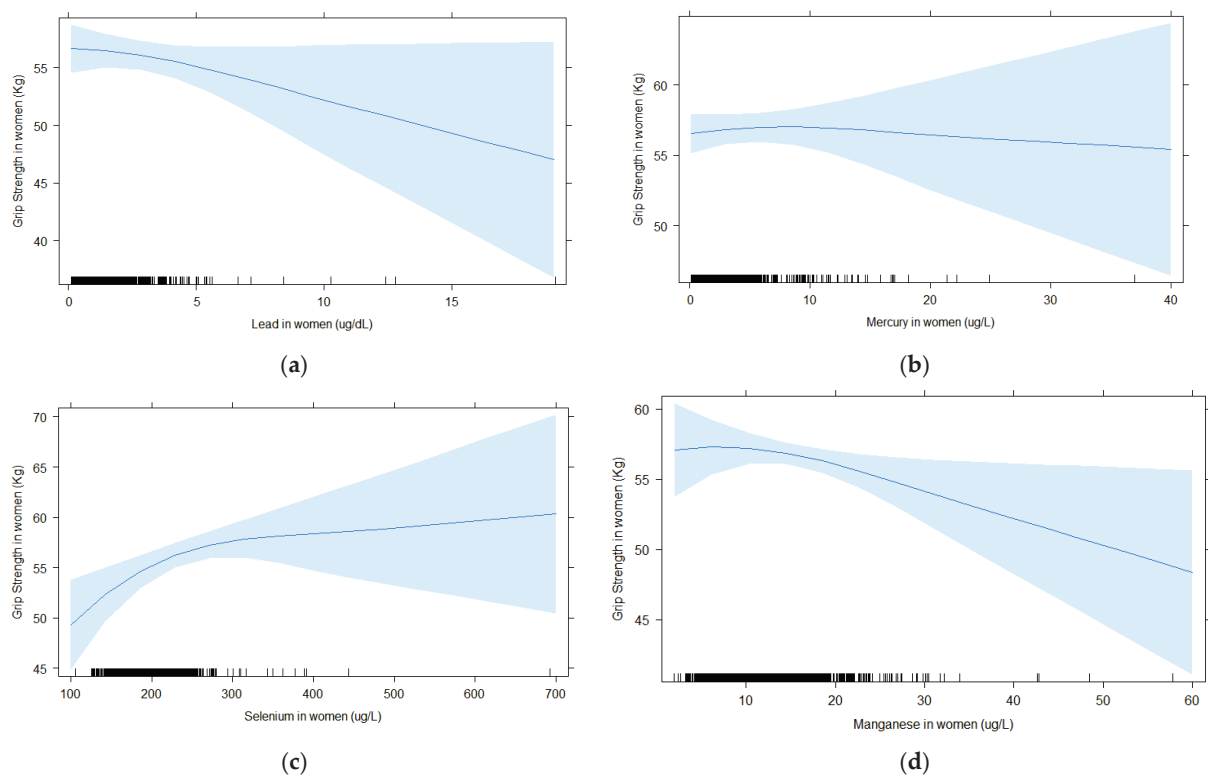 Grip Strength in women (Kg)
55
50
45
40
0 5 10 15
Lead in women (ug/dL)
(a)
Grip Strength in women (Kg)
60
55
50
0 10 20 30 40
Mercury in women (ug/L)
(b)
Grip Strength in women (Kg)
70
65
60
55
50
45
100 200 300 400 500 600 700
Selenium in women (ug/L)
(c)
Grip Strength in women (Kg)
60
55
50
45
10 20 30 40 50 60
Manganese in women (ug/L)
(d)